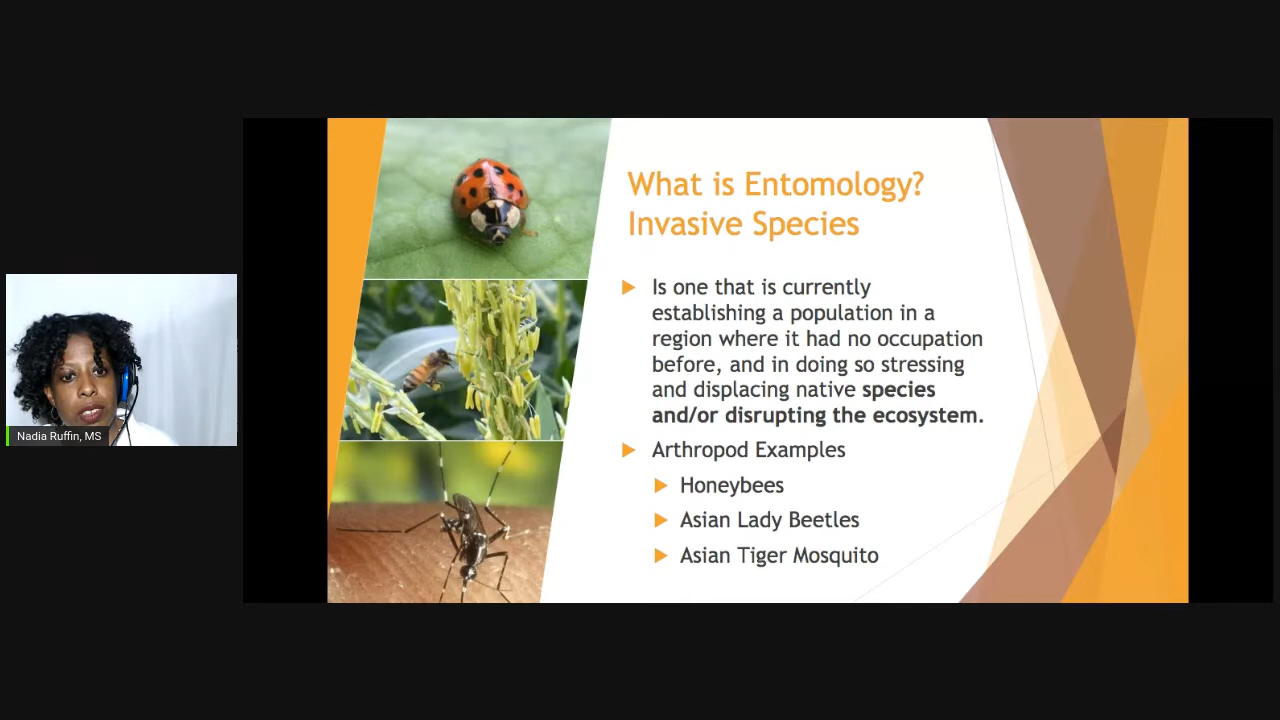 What is Entomology?
Invasive Species
Is one that is currently
establishing a population in a
region where it had no occupation
before, and in doing so stressing
and displacing native species
and/or disrupting the ecosystem.
Arthropod Examples
Honeybees
Asian Lady Beetles
Asian Tiger Mosquito
Nadia Ruffin, MS